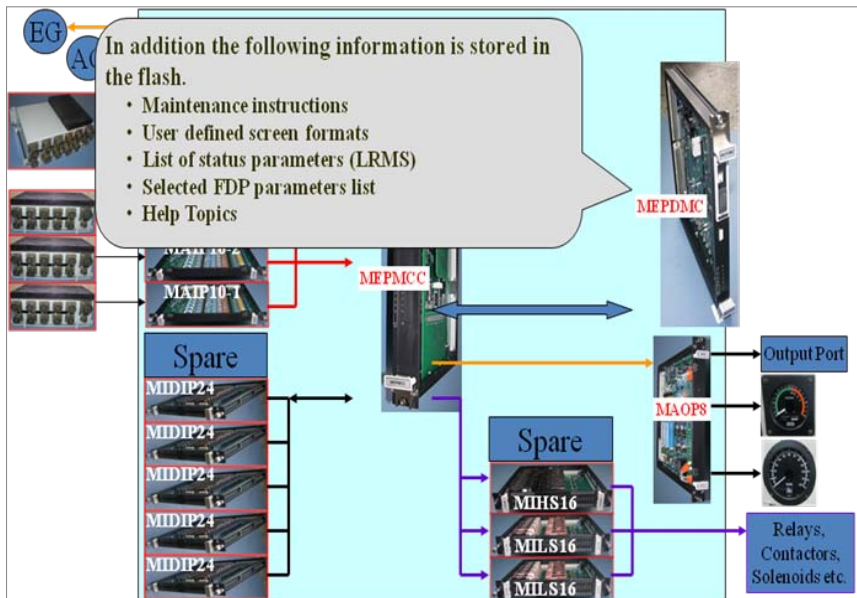 EG
In addition the following information is stored in
the flash.
• Maintenance instructions
• User defined screen formats
• List of status parameters (LRMS)
• Selected FDP parameters list
• Help Topics
MEPDMC
MEPMCC
MAIP10-2
MAIP10-1
Spare
MIDIP24
MIDIP24
MIDIP24
MIDIP24
MIDIP24
Spare
MIHS16
MILS16
MILS16
MAOP8
Output Port
Relays,
Contactors,
Solenoids etc.